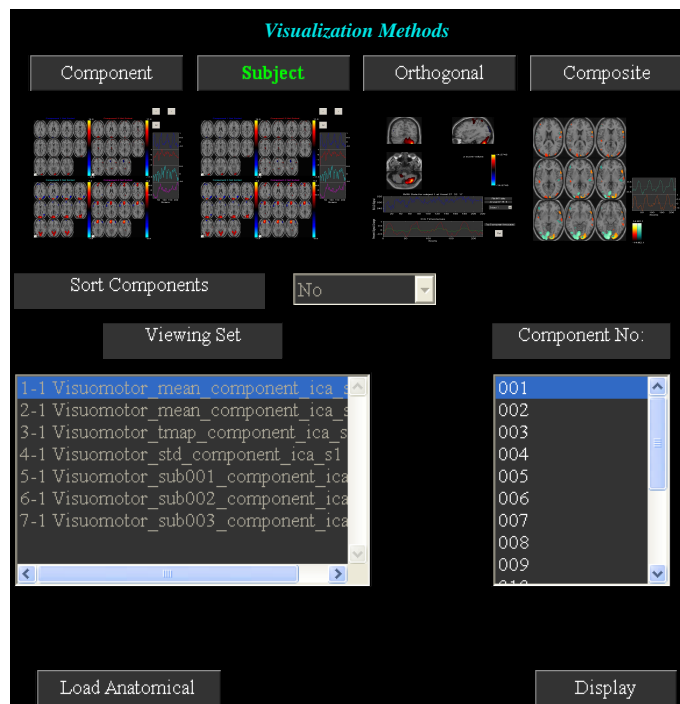 Visualization Methods
Component Subject Orthogonal Composite
Sort Components No
Viewing Set Component No:
1-1 Visuomotor_mean_component_ica_s
2-1 Visuomotor_mean_component_ica_s
3-1 Visuomotor_tmap_component_ica_s
4-1 Visuomotor_std_component_ica_s1
5-1 Visuomotor_sub001_component_ica
6-1 Visuomotor_sub002_component_ica
7-1 Visuomotor_sub003_component_ica
001
002
003
004
005
006
007
008
009
Load Anatomical Display